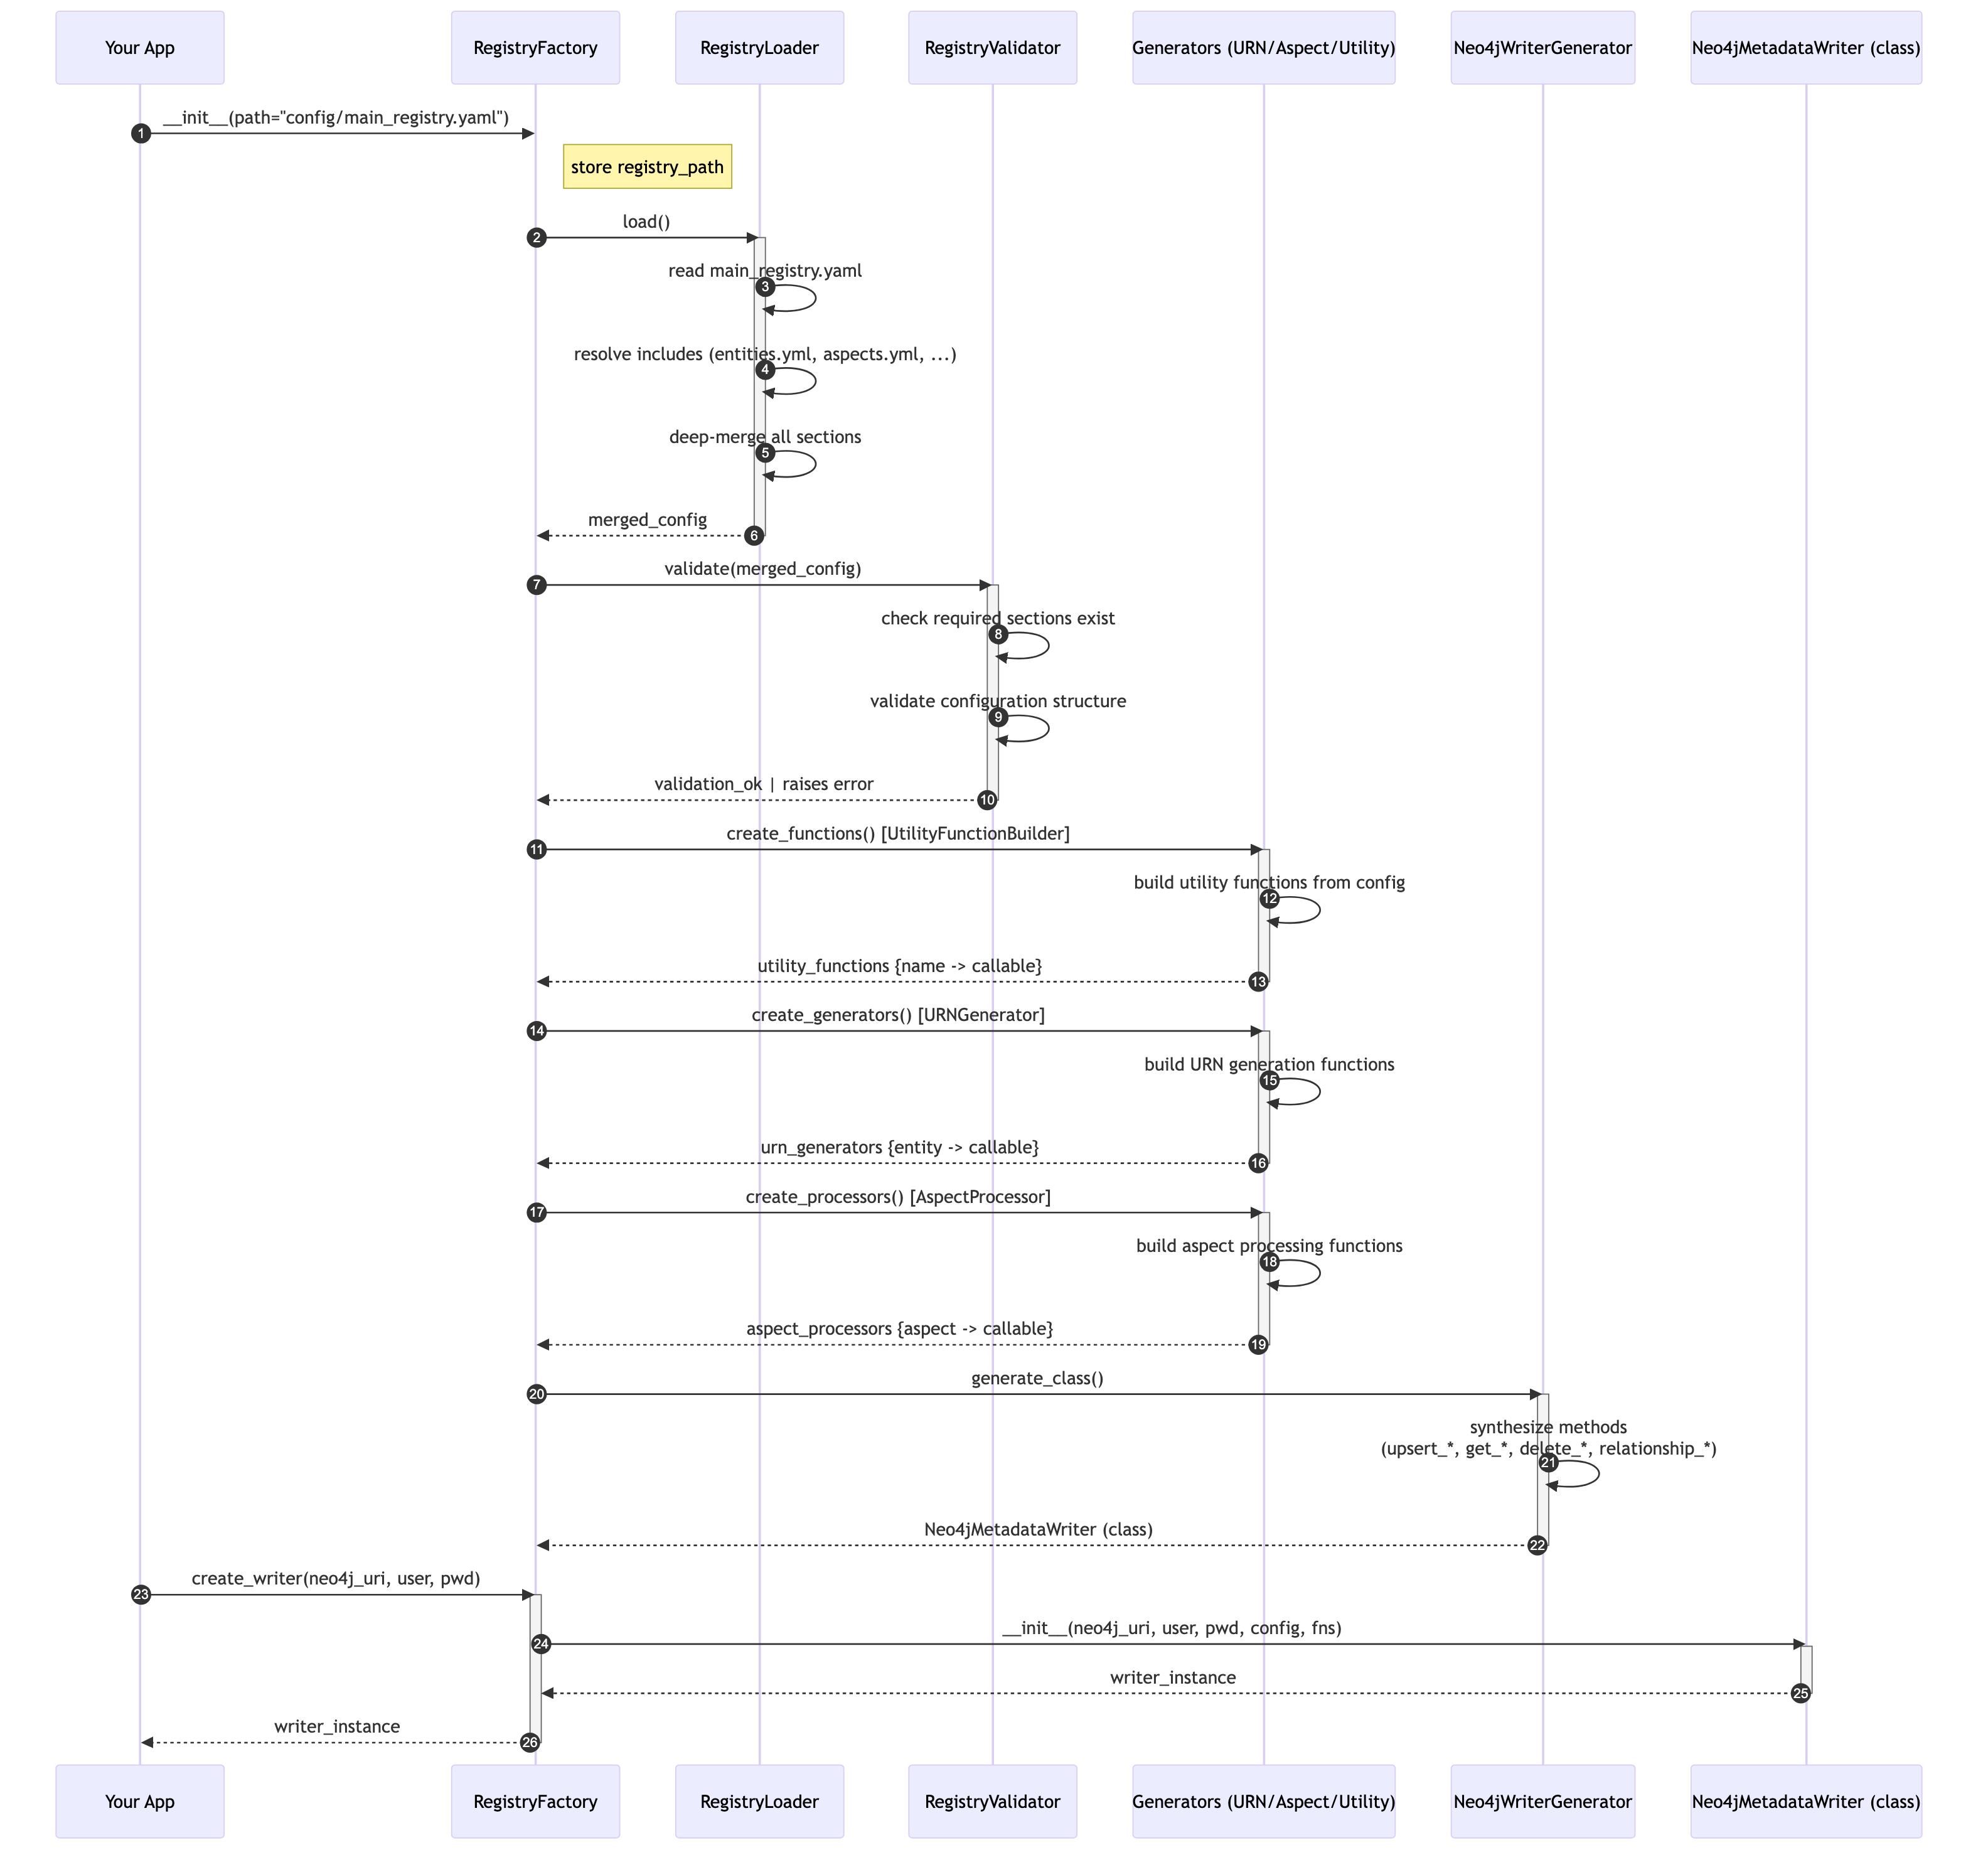 Your App
RegistryFactory
RegistryLoader
RegistryValidator
Generators (URN/Aspect/Utility)
Neo4jWriterGenerator
Neo4jMetadataWriter (class)
1
__init__(path="config/main_registry.yaml")
store registry_path
2
load()
read main_registry.yaml
3
resolve includes (entities.yml, aspects.yml, ...)
4
deep-merge all sections
5
merged_config
6
7
validate(merged_config)
check required sections exist
8
validate configuration structure
9
validation_ok | raises error
10
11
create_functions() [UtilityFunctionBuilder]
build utility functions from config
12
utility_functions {name -> callable}
13
14
create_generators() [URNGenerator]
build URN generation functions
15
urn_generators {entity -> callable}
16
17
create_processors() [AspectProcessor]
build aspect processing functions
18
aspect_processors {aspect -> callable}
19
20
generate_class()
synthesize methods
(upsert_*, get_*, delete_*, relationship_*)
21
Neo4jMetadataWriter (class)
22
23
create_writer(neo4j_uri, user, pwd)
24
__init__(neo4j_uri, user, pwd, config, fns)
writer_instance
25
writer_instance
26
Your App
RegistryFactory
RegistryLoader
RegistryValidator
Generators (URN/Aspect/Utility)
Neo4jWriterGenerator
Neo4jMetadataWriter (class)